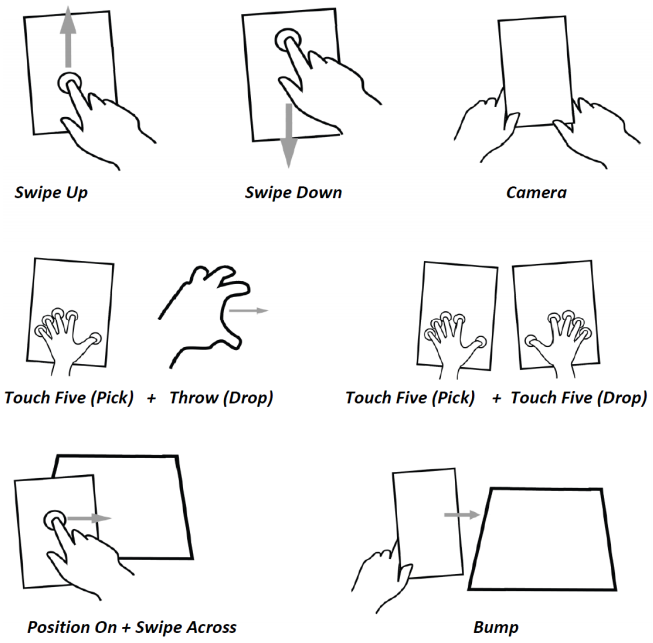 Swipe Up
Swipe Down
Camera
Touch Five (Pick) + Throw (Drop)
Touch Five (Pick) + Touch Five (Drop)
Position On + Swipe Across
Bump